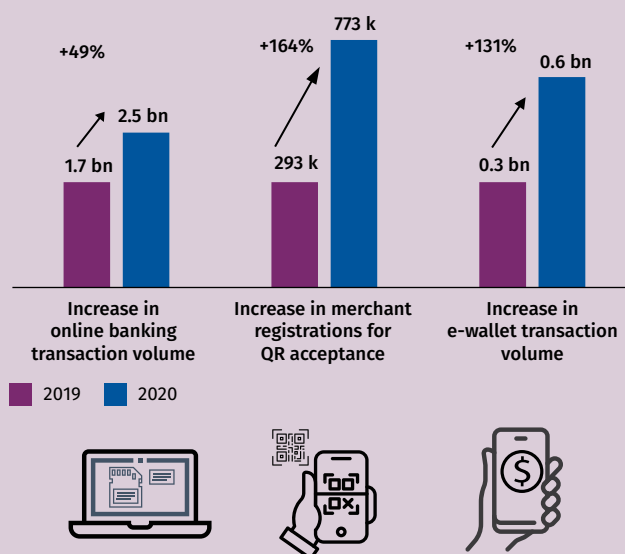 +49%
1.7 bn
2.5 bn
+164%
293 k
773 k
+131%
0.3 bn
0.6 bn
Increase in
online banking
transaction volume
Increase in merchant
registrations for
QR acceptance
Increase in
e-wallet transaction
volume
2019
2020
$